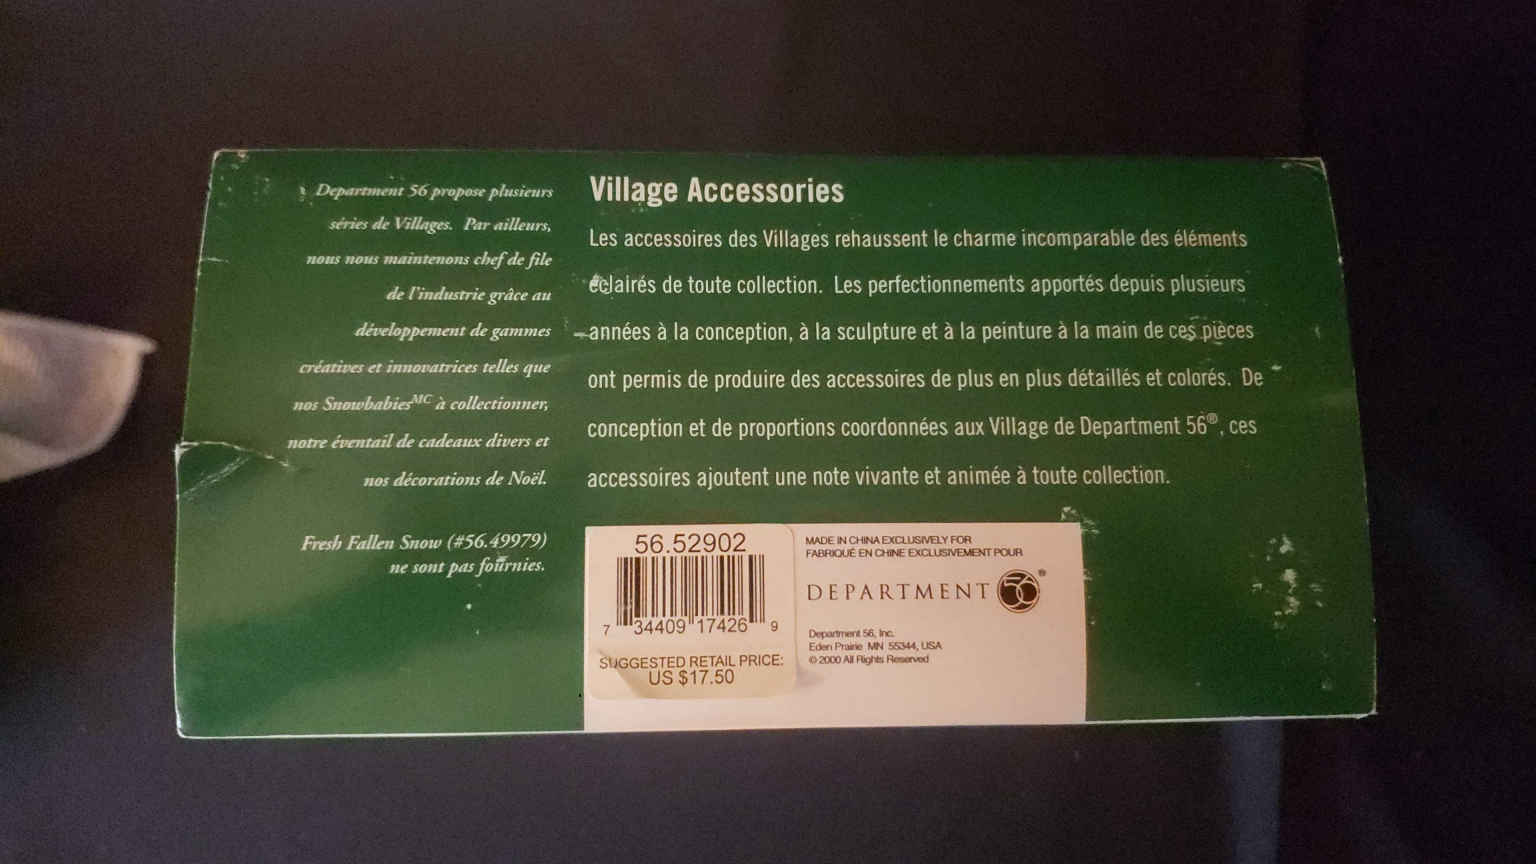 Department 56 propose plusieurs
séries de Villages. Par ailleurs,
nous nous maintenons chef de file
de l'industrie grâce au
développement de gammes
créatives et innovatrices telles que
nos Snowbabies MC à collectionner,
notre éventail de cadeaux divers et
nos décorations de Noël.
Fresh Fallen Snow (#56.49979)
ne sont pas fournies.
Village Accessories
Les accessoires des Villages rehaussent le charme incomparable des éléments
éclairés de toute collection. Les perfectionnements apportés depuis plusieurs
années à la conception, à la sculpture et à la peinture à la main de ces pièces
ont permis de produire des accessoires de plus en plus détaillés et colorés. De
conception et de proportions coordonnées aux Village de Department 56®, ces
accessoires ajoutent une note vivante et animée à toute collection.
56.52902
7 34409 17426 9
SUGGESTED RETAIL PRICE:
US $17.50
MADE IN CHINA EXCLUSIVELY FOR
FABRIQUÉ EN CHINE EXCLUSIVEMENT POUR
DEPARTMENT 56®
Department 56, Inc.
Eden Prairie MN 55344, USA
© 2000 All Rights Reserved